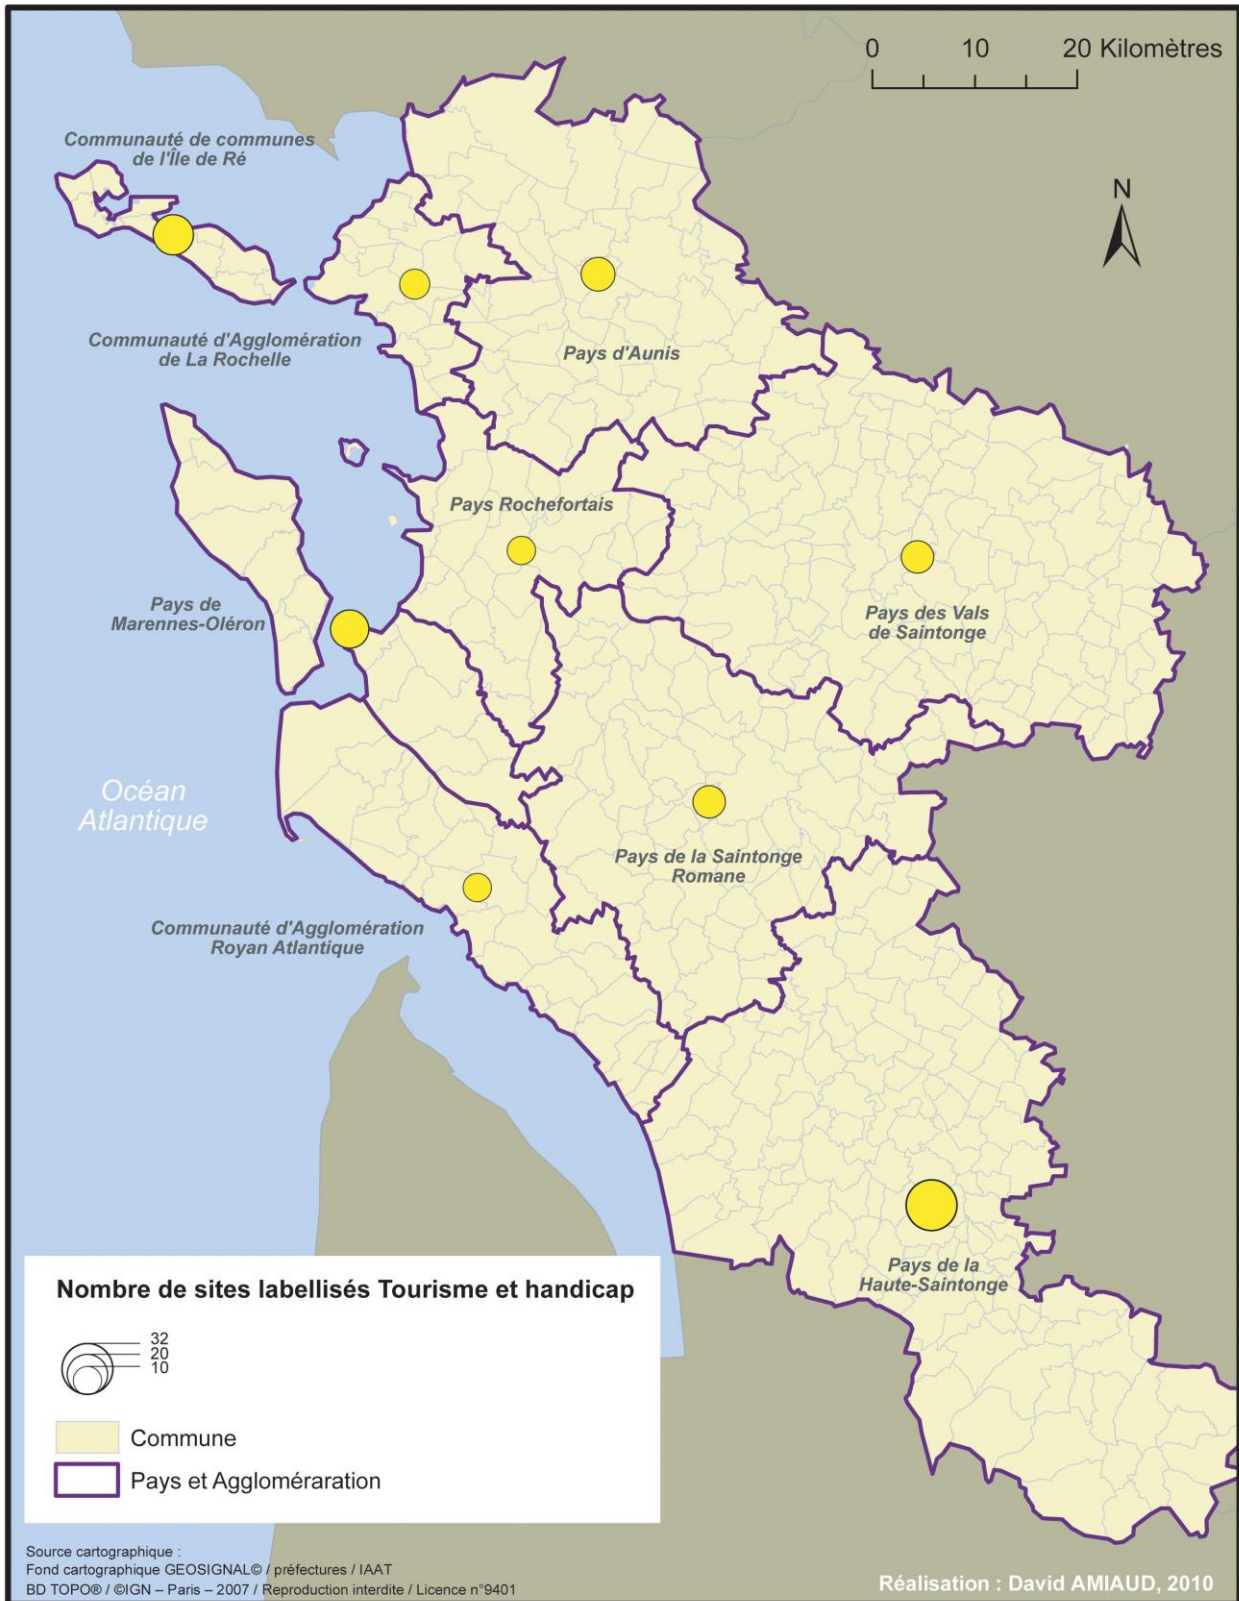 0 10 20 Kilomètres
Communauté de communes
de l'Île de Ré
N
Communauté d'Agglomération
de La Rochelle
Pays d'Aunis
Pays Rochefortais
Pays de
Marennes-Oléron
Pays des Vals
de Saintonge
Océan
Atlantique
Pays de la Saintonge
Romane
Communauté d'Agglomération
Royan Atlantique
Pays de la
Haute-Saintonge
Nombre de sites labellisés Tourisme et handicap
32
20
10
Commune
Pays et Aggloméraration
Source cartographique :
Fond cartographique GEOSIGNAL© / préfectures / IAAT
BD TOPO® / ©IGN – Paris – 2007 / Reproduction interdite / Licence n°9401
Réalisation : David AMIAUD, 2010